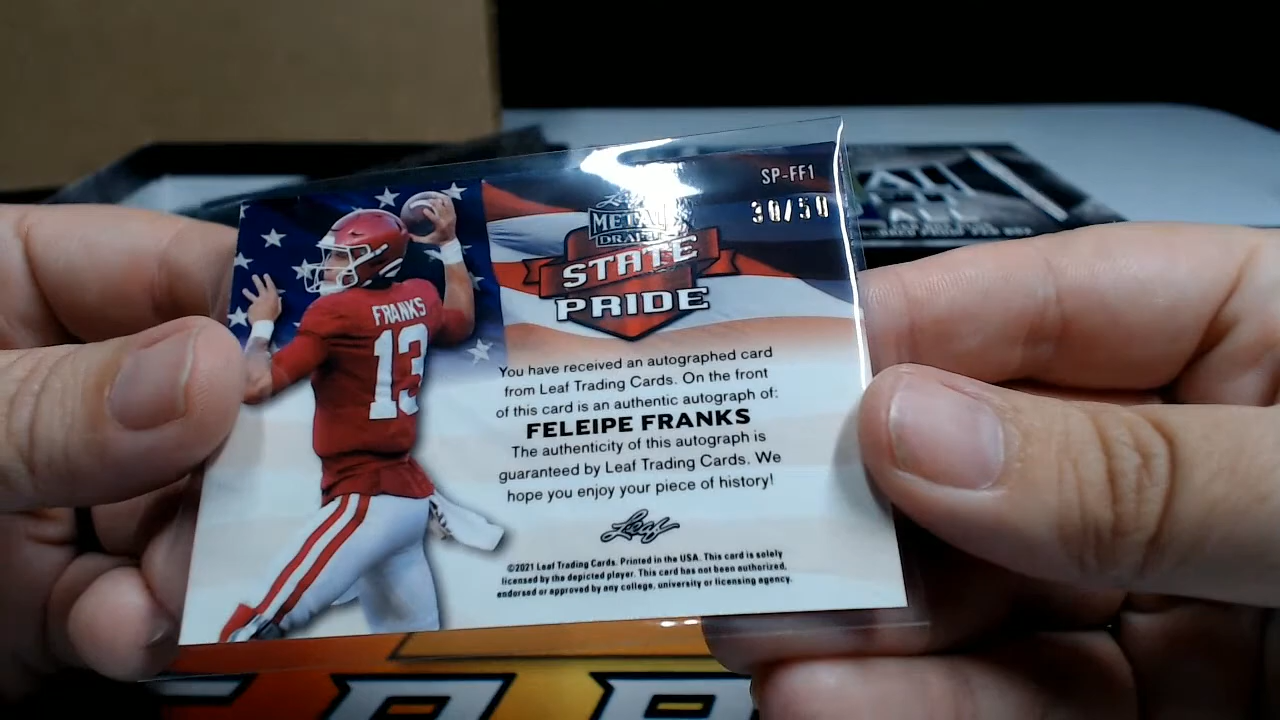 SP-FF1
30/50
Leaf
METAL
DRAFT
STATE
PRIDE
FRANKS
13
You have received an autographed card
from Leaf Trading Cards. On the front
of this card is an authentic autograph of:
FELEIPE FRANKS
The authenticity of this autograph is
guaranteed by Leaf Trading Cards. We
hope you enjoy your piece of history!
Leaf
©2021 Leaf Trading Cards. Printed in the USA. This card is solely
licensed by the depicted player. This card has not been authorized,
endorsed or approved by any college, university or licensing agency.
ALL